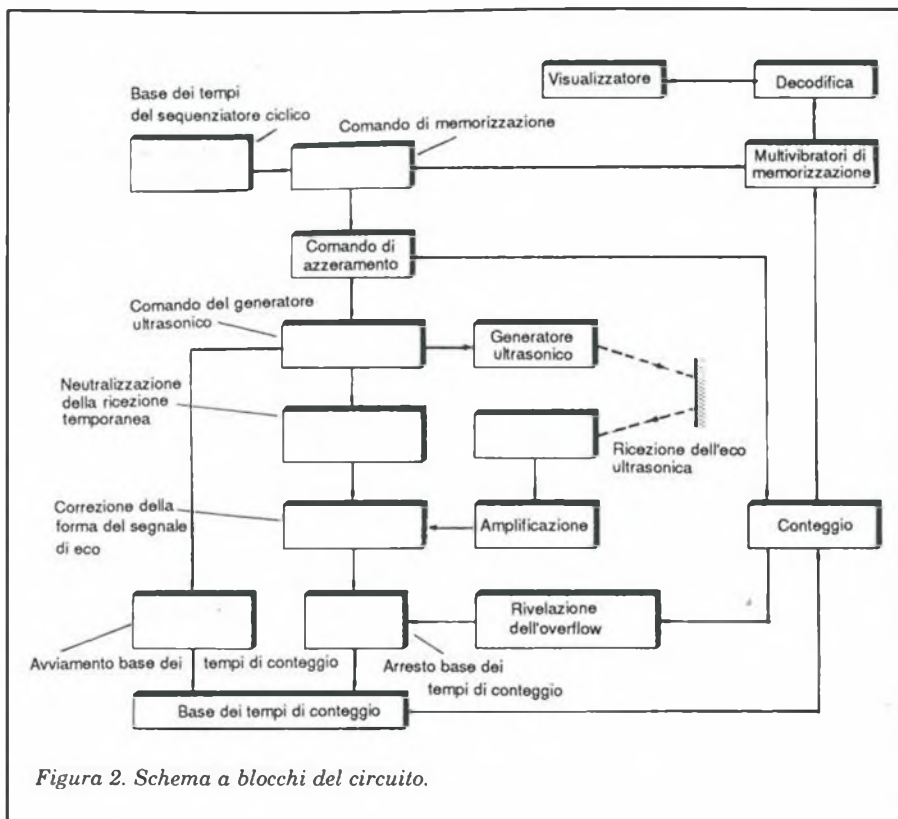 Visualizzatore
Decodifica
Base dei tempi
del sequenziatore ciclico
Comando di memorizzazione
Multivibratori di
memorizzazione
Comando di
azzeramento
Comando del generatore
ultrasonico
Generatore
ultrasonico
Neutralizzazione
della ricezione
temporanea
Ricezione dell'eco
ultrasonica
Correzione della
forma del segnale
di eco
Amplificazione
Conteggio
Rivelazione
dell'overflow
Avviamento base dei tempi di conteggio
Arresto base dei
tempi di conteggio
Base dei tempi di conteggio
Figura 2. Schema a blocchi del circuito.